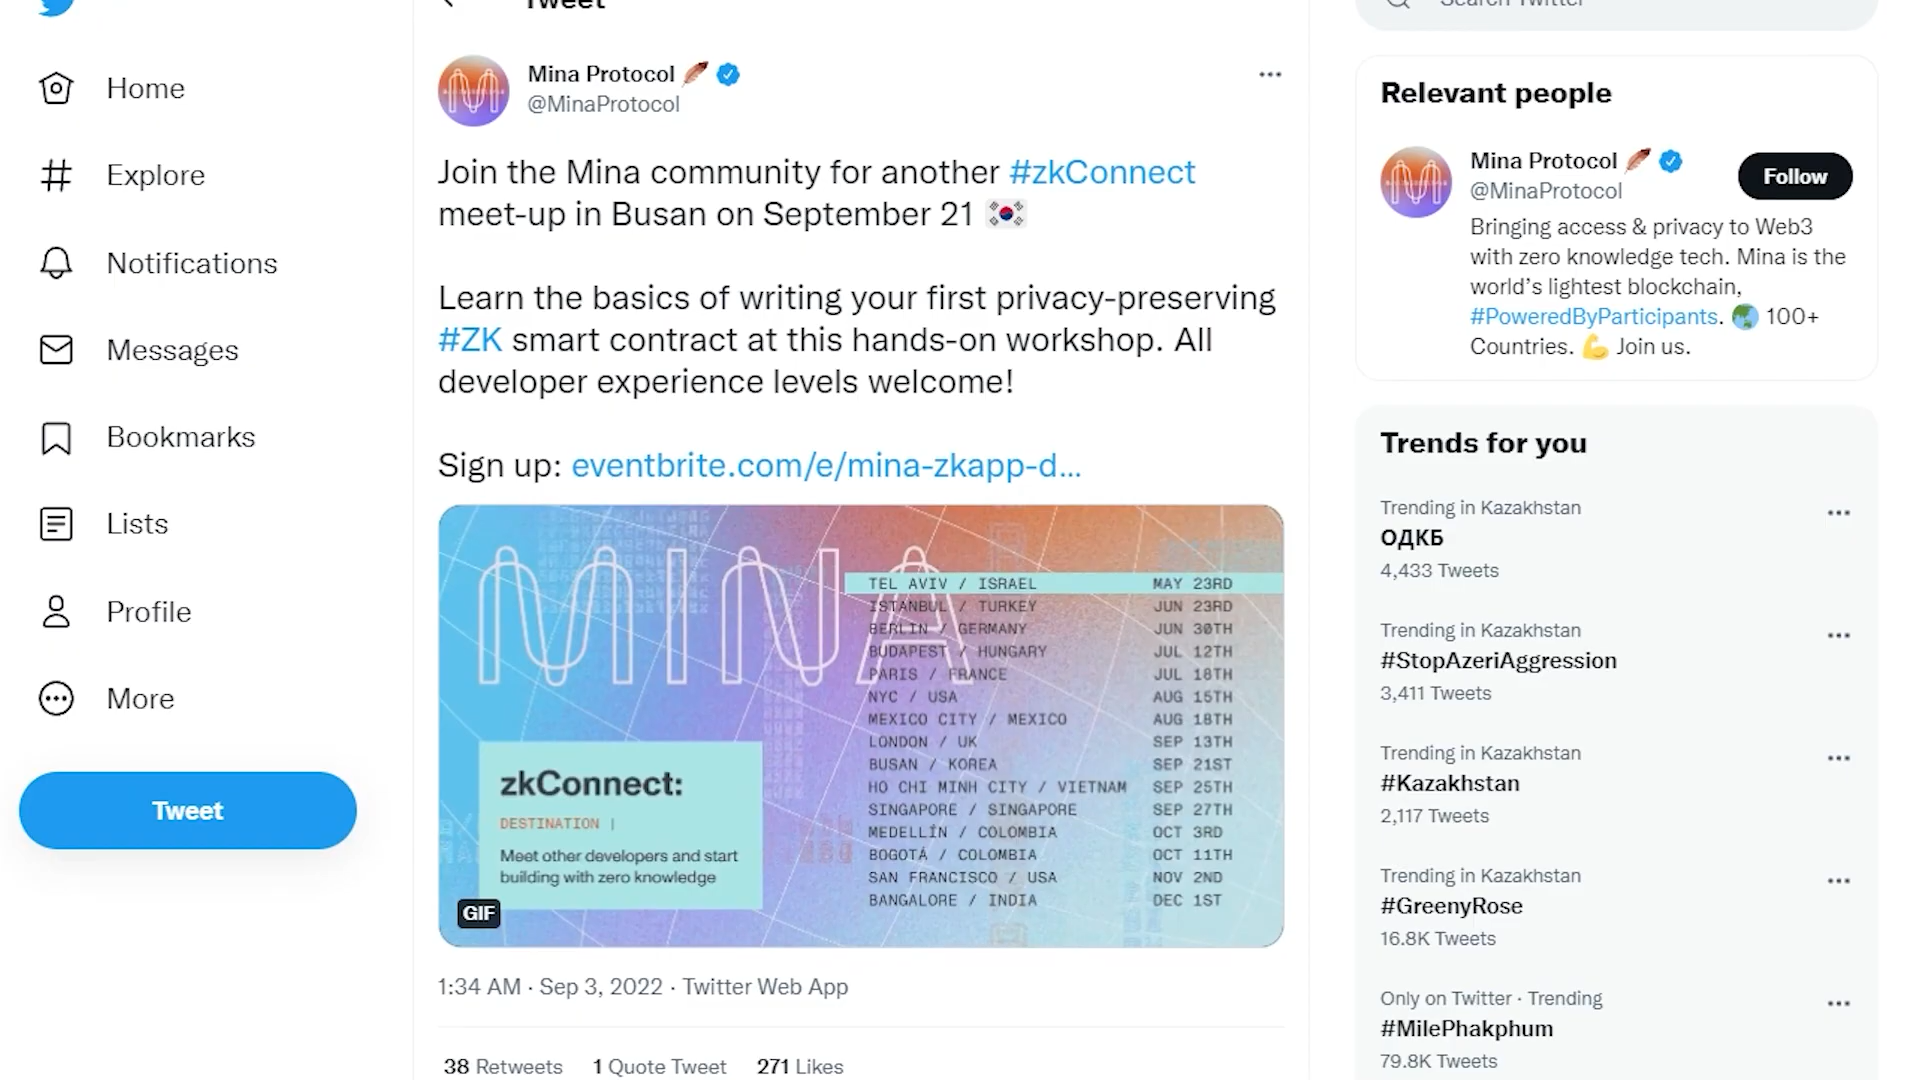 Tweet
Search Twitter
Home
Explore
Notifications
Messages
Bookmarks
Lists
Profile
More
Tweet
Mina Protocol
@MinaProtocol
Join the Mina community for another #zkConnect
meet-up in Busan on September 21
Learn the basics of writing your first privacy-preserving
#ZK smart contract at this hands-on workshop. All
developer experience levels welcome!
Sign up: eventbrite.com/e/mina-zkapp-d...
MINA
TEL AVIV / ISRAEL MAY 23RD
ISTANBUL / TURKEY JUN 23RD
BERLIN / GERMANY JUN 30TH
BUDAPEST / HUNGARY JUL 12TH
PARIS / FRANCE JUL 18TH
NYC / USA AUG 15TH
MEXICO CITY / MEXICO AUG 18TH
LONDON / UK SEP 13TH
BUSAN / KOREA SEP 21ST
HO CHI MINH CITY / VIETNAM SEP 25TH
SINGAPORE / SINGAPORE SEP 27TH
MEDELLÍN / COLOMBIA OCT 3RD
BOGOTÁ / COLOMBIA OCT 11TH
SAN FRANCISCO / USA NOV 2ND
BANGALORE / INDIA DEC 1ST
zkConnect:
DESTINATION |
Meet other developers and start
building with zero knowledge
GIF
1:34 AM · Sep 3, 2022 · Twitter Web App
38 Retweets 1 Quote Tweet 271 Likes
Relevant people
Mina Protocol
@MinaProtocol
Follow
Bringing access & privacy to Web3
with zero knowledge tech. Mina is the
world’s lightest blockchain,
#PoweredByParticipants. 100+
Countries. Join us.
Trends for you
Trending in Kazakhstan
ОДКБ
4,433 Tweets
Trending in Kazakhstan
#StopAzeriAggression
3,411 Tweets
Trending in Kazakhstan
#Kazakhstan
2,117 Tweets
Trending in Kazakhstan
#GreenyRose
16.8K Tweets
Only on Twitter · Trending
#MilePhakphum
79.8K Tweets